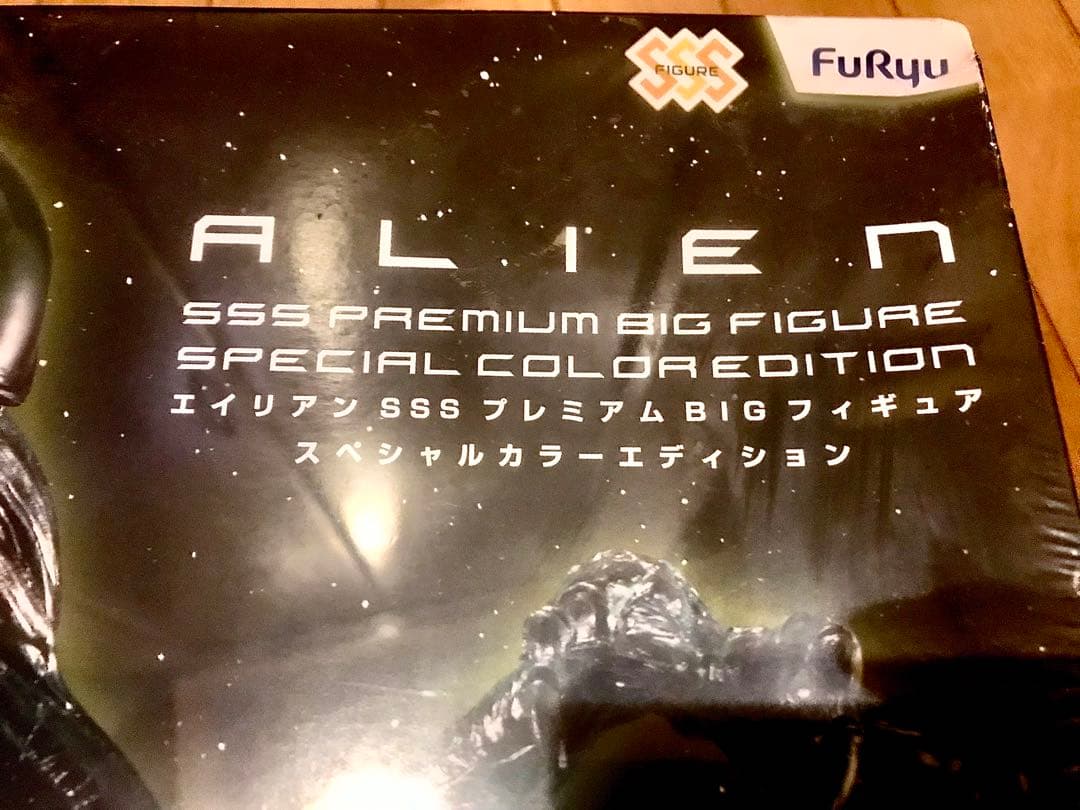 SSS
FIGURE
FuRyu
ALIEN
SSS PREMIUM BIG FIGURE
SPECIAL COLOR EDITION
エイリアン SSS プレミアム BIG フィギュア
スペシャルカラーエディション